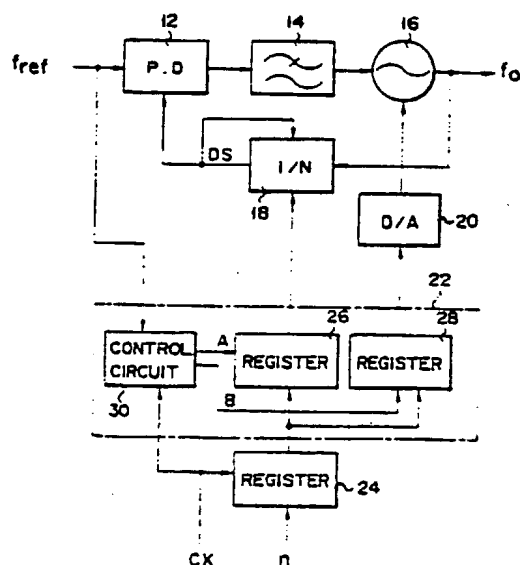 12
14
16
fref
P.D
fo
DS
1/N
18
D/A
20
22
26
28
A
CONTROL
CIRCUIT
REGISTER
REGISTER
30
B
REGISTER
24
CK
n